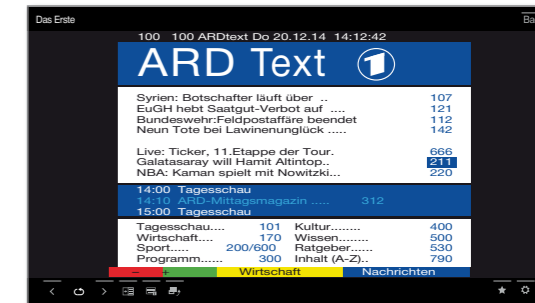 Das Erste Ba
100 100 ARDtext Do 20.12.14 14:12:42
ARD Text 1
Syrien: Botschafter läuft über .. 107
EuGH hebt Saatgut-Verbot auf .... 121
Bundeswehr:Feldpostaffäre beendet 112
Neun Tote bei Lawinenunglück ..... 142
Live: Ticker, 11.Etappe der Tour. 666
Galatasaray will Hamit Altintop.. 211
NBA: Kaman spielt mit Nowitzki... 220
14:00 Tagesschau
14:10 ARD-Mittagsmagazin ..... 312
15:00 Tagesschau
Tagesschau.... 101 Kultur........ 400
Wirtschaft.... 170 Wissen........ 500
Sport..... 200/600 Ratgeber...... 530
Programm...... 300 Inhalt (A-Z).. 790
- + Wirtschaft Nachrichten